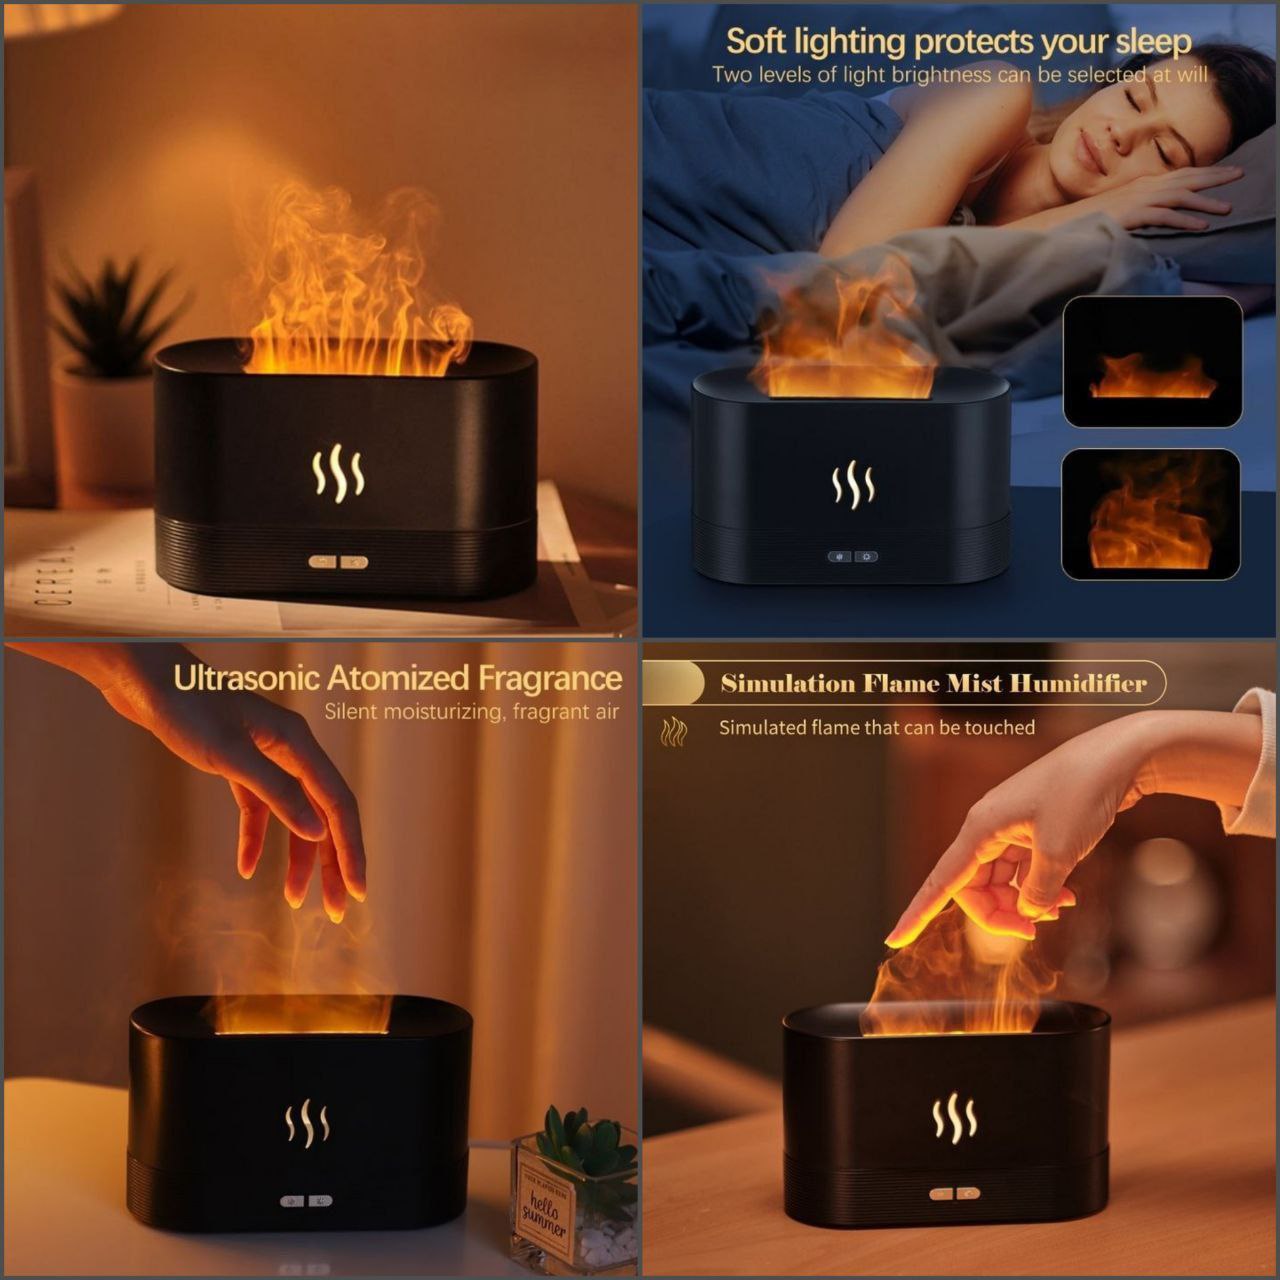 CEREAL
Soft lighting protects your sleep
Two levels of light brightness can be selected at will
Ultrasonic Atomized Fragrance
Silent moisturizing, fragrant air
hello
summer
Simulation Flame Mist Humidifier
Simulated flame that can be touched